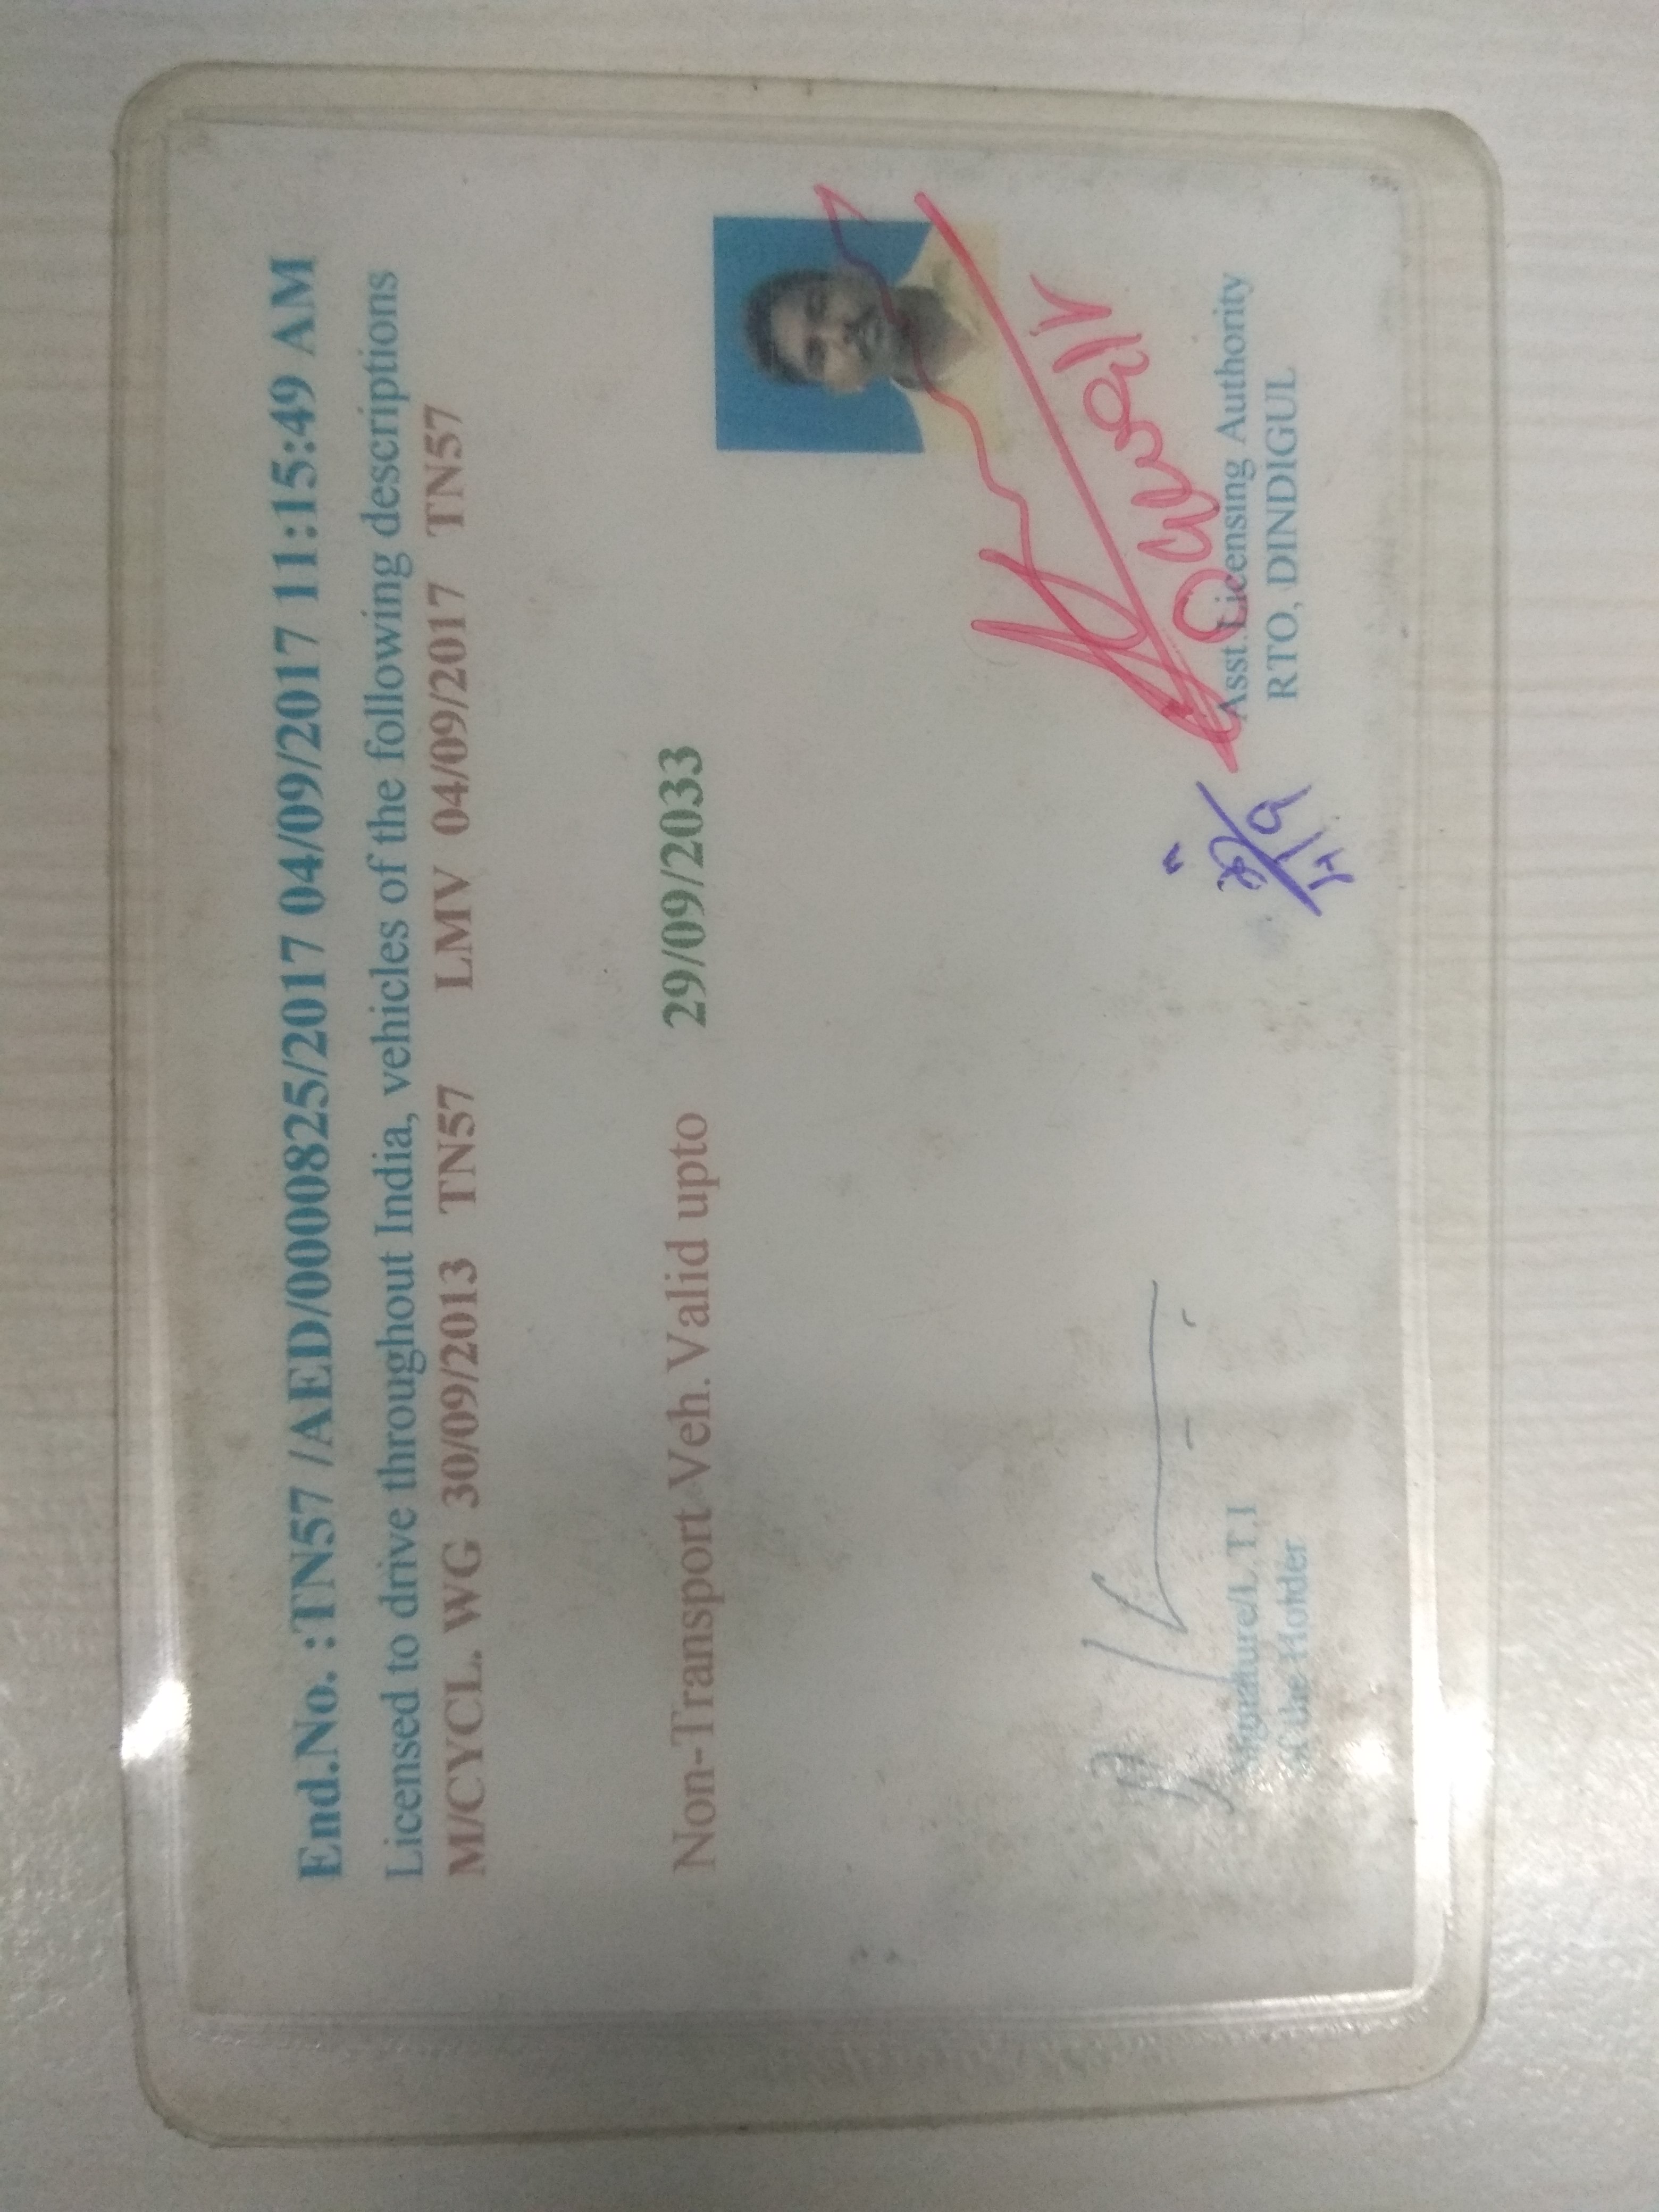 End.No. :TN57 /AED/0000825/2017 04/09/2017 11:15:49 AM
Licensed to drive throughout India, vehicles of the following descriptions
M/CYCL. WG 30/09/2013 TN57 LMV 04/09/2017 TN57
Non-Transport Veh.Valid upto 29/09/2033
Signature/L.T.I
of the Holder
Asst.Licensing Authority
RTO, DINDIGUL